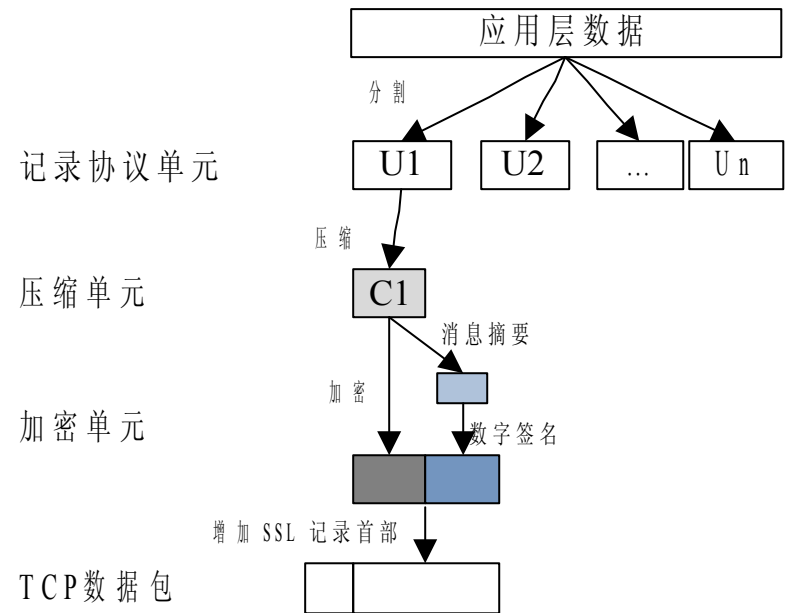 应用层数据
分割
记录协议单元
U1
U2
...
Un
压缩
压缩单元
C1
消息摘要
加密
加密单元
数字签名
增加 SSL 记录首部
TCP数据包